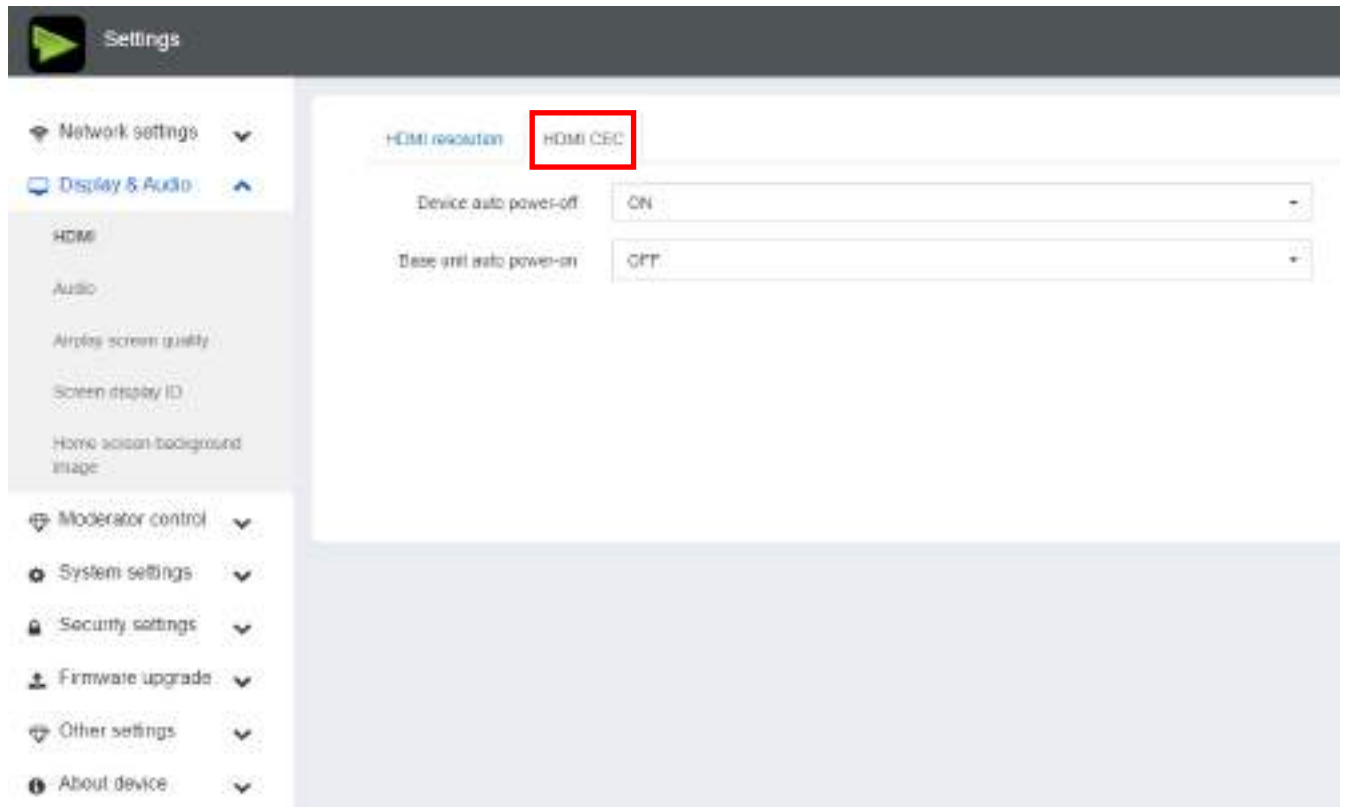 Settings
Network settings
Display & Audio
HDMI
Audio
Airplay screen quality
Screen display ID
Home screen background
image
Moderator control
System settings
Security settings
Firmware upgrade
Other settings
About device
HDMI resolution HDMI CEC
Device auto power-off ON
Base unit auto power-on OFF